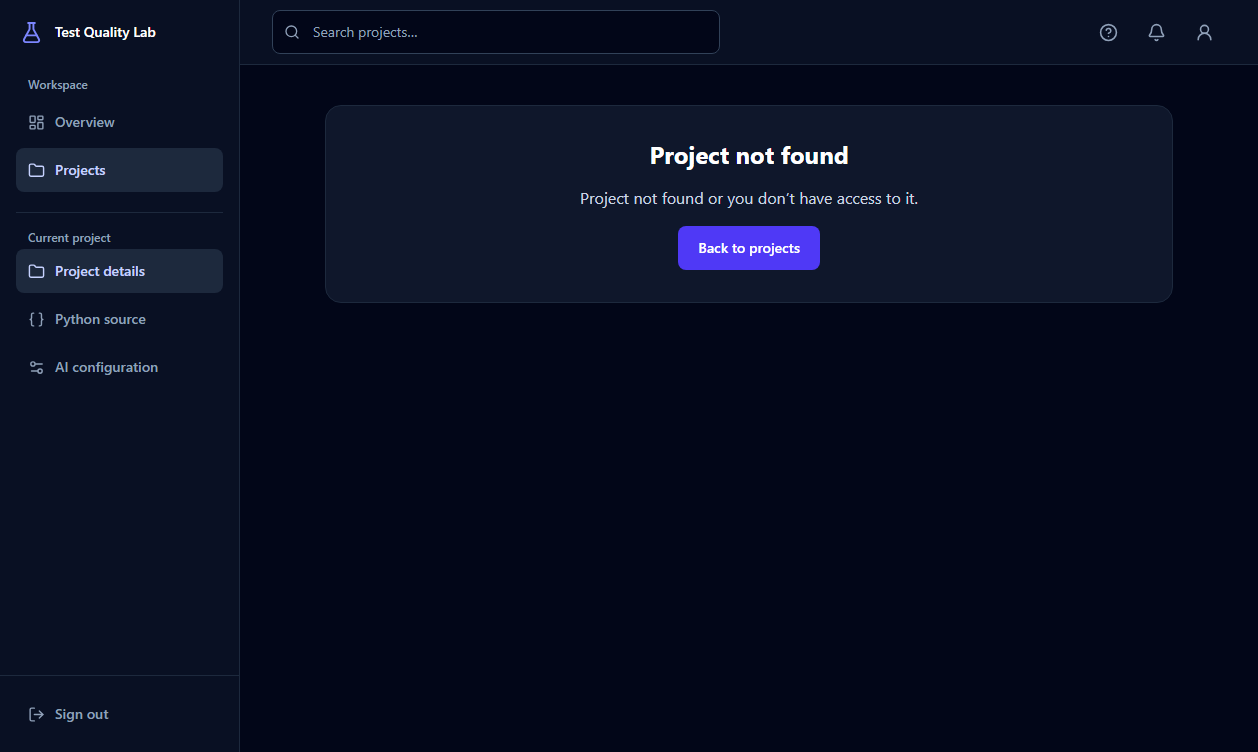 Test Quality Lab
Search projects...
Workspace
Overview
Projects
Current project
Project details
Python source
AI configuration
Sign out
Project not found
Project not found or you don’t have access to it.
Back to projects